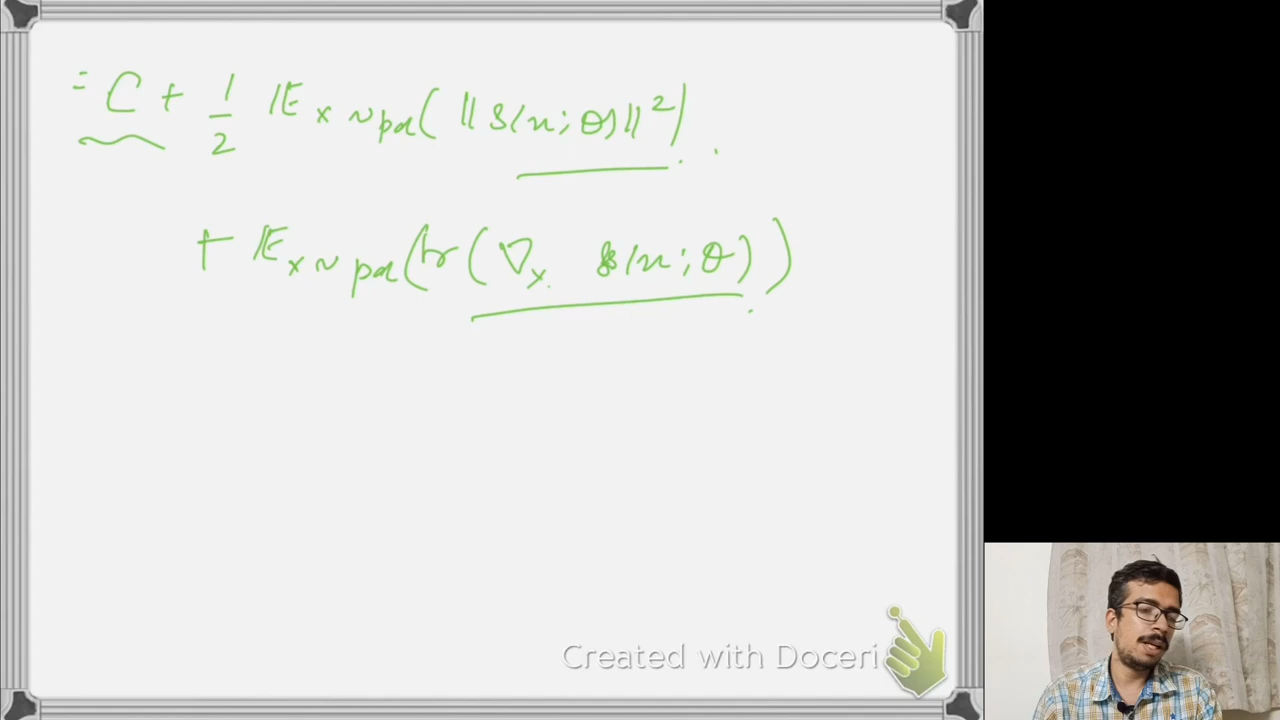 = C + 1/2 𝔼ₓ~pd( ‖ s(x; θ) ‖² )
+ 𝔼ₓ~pd( tr( ∇ₓ s(x; θ) ) )
Created with Doceri